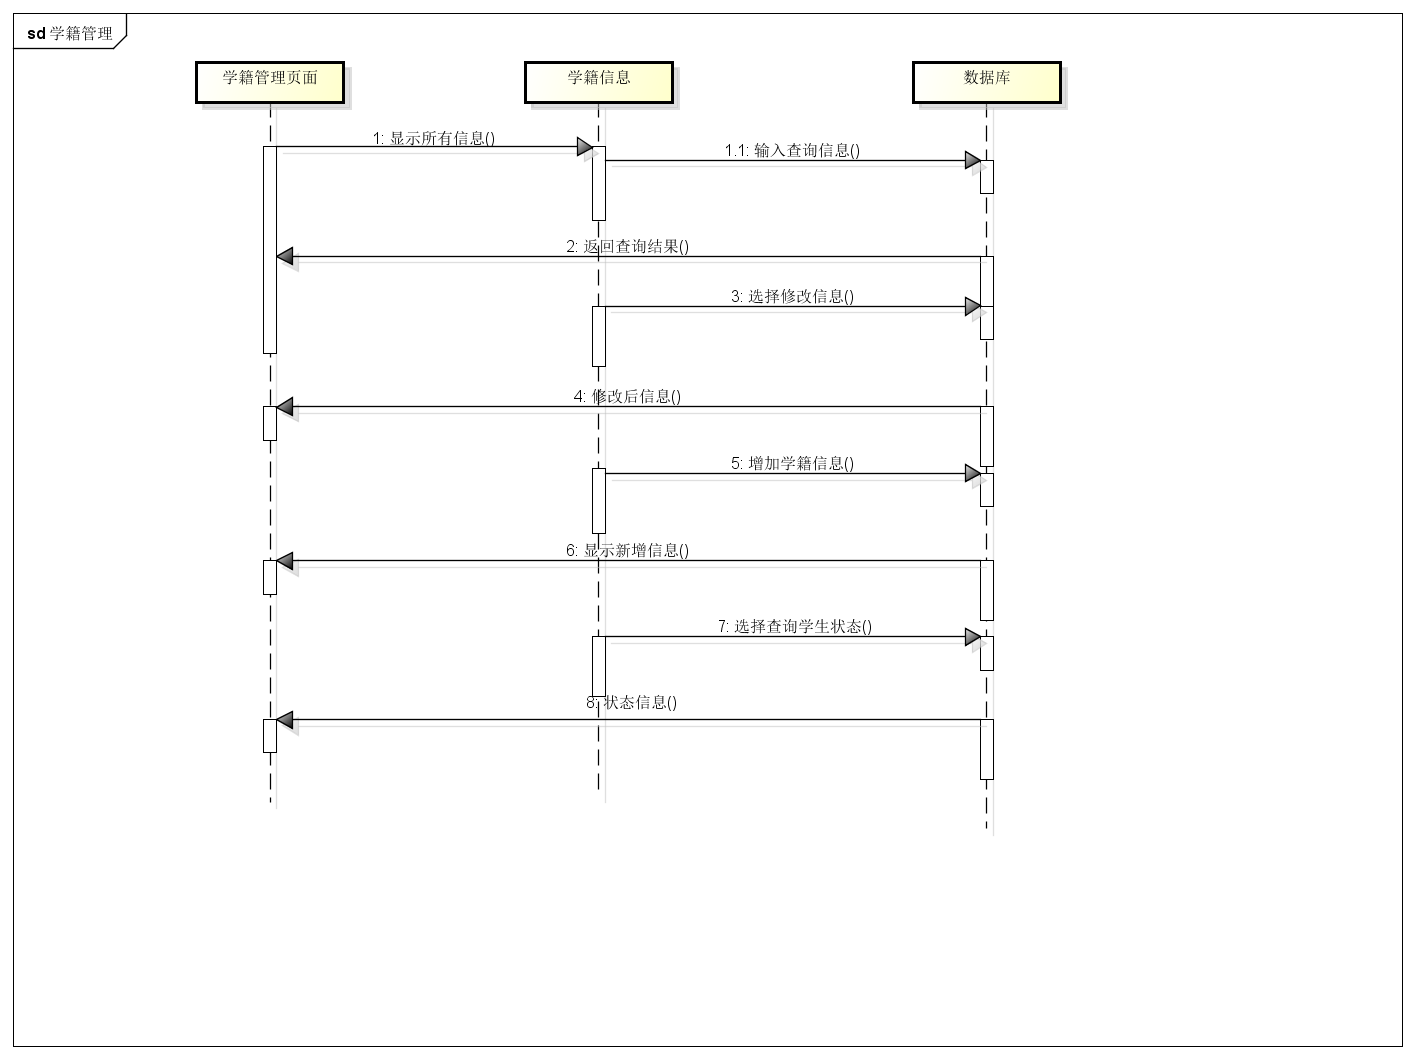 sd 学籍管理
学籍管理页面
学籍信息
数据库
1: 显示所有信息()
1.1: 输入查询信息()
2: 返回查询结果()
3: 选择修改信息()
4: 修改后信息()
5: 增加学籍信息()
6: 显示新增信息()
7: 选择查询学生状态()
8: 状态信息()